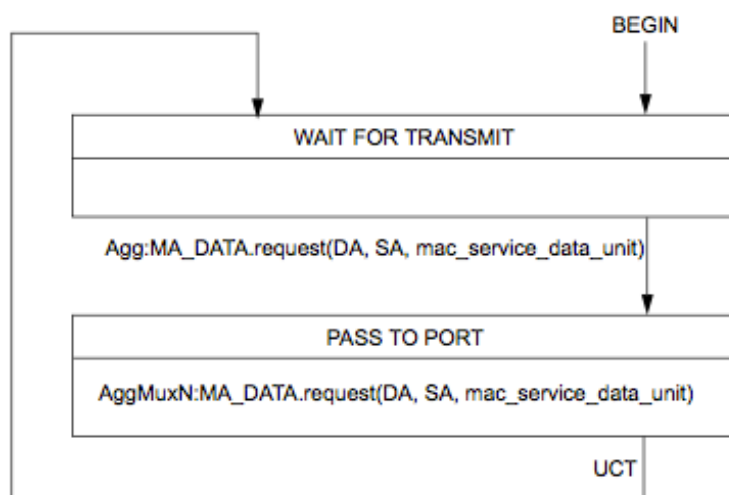 BEGIN
WAIT FOR TRANSMIT
Agg:MA_DATA.request(DA, SA, mac_service_data_unit)
PASS TO PORT
AggMuxN:MA_DATA.request(DA, SA, mac_service_data_unit)
UCT